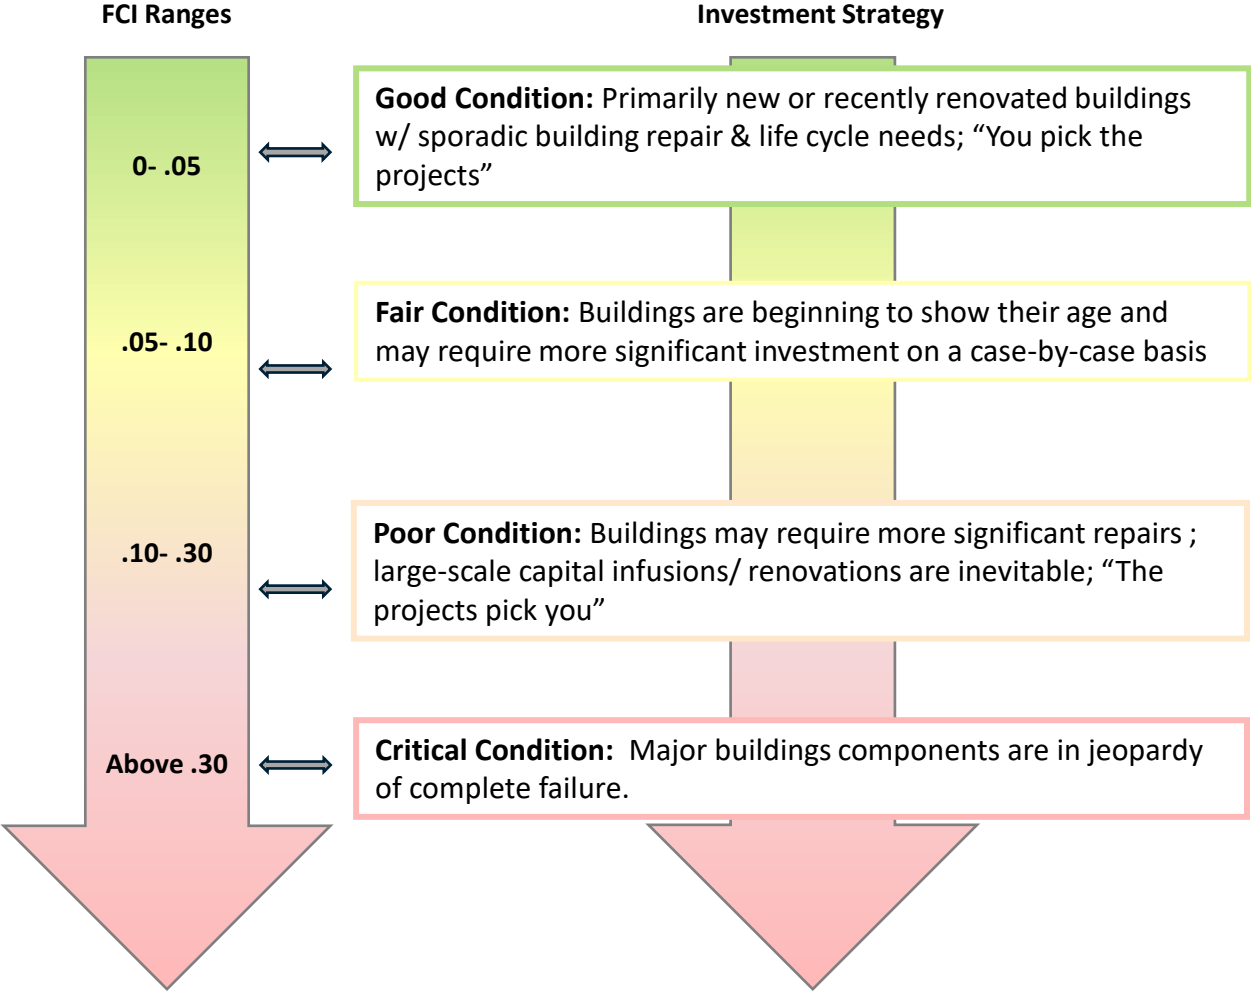 FCI Ranges
Investment Strategy
0- .05
Good Condition: Primarily new or recently renovated buildings
w/ sporadic building repair & life cycle needs; “You pick the
projects”
.05- .10
Fair Condition: Buildings are beginning to show their age and
may require more significant investment on a case-by-case basis
.10- .30
Poor Condition: Buildings may require more significant repairs ;
large-scale capital infusions/ renovations are inevitable; “The
projects pick you”
Above .30
Critical Condition:  Major buildings components are in jeopardy
of complete failure.